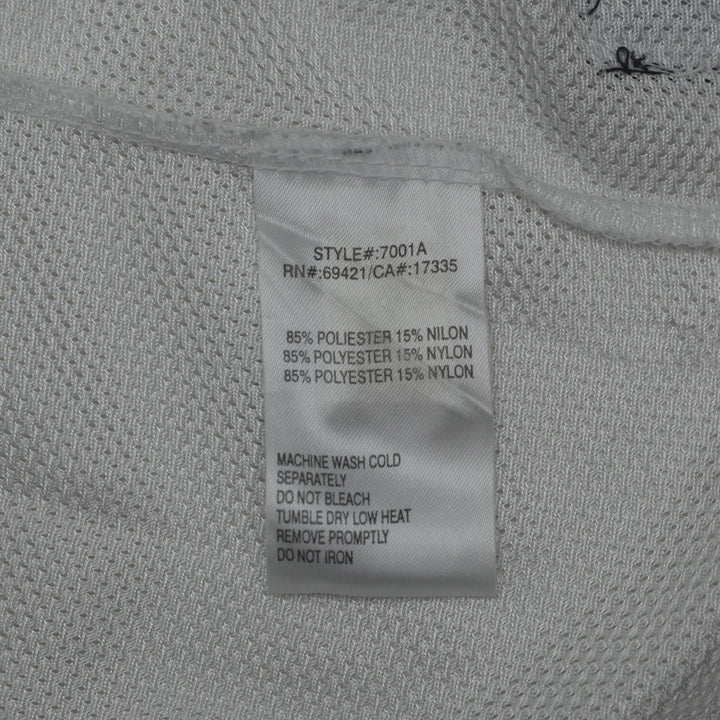 STYLE#:7001A
RN#:69421/CA#:17335
85% POLIESTER 15% NILON
85% POLYESTER 15% NYLON
85% POLYESTER 15% NYLON
MACHINE WASH COLD
SEPARATELY
DO NOT BLEACH
TUMBLE DRY LOW HEAT
REMOVE PROMPTLY
DO NOT IRON